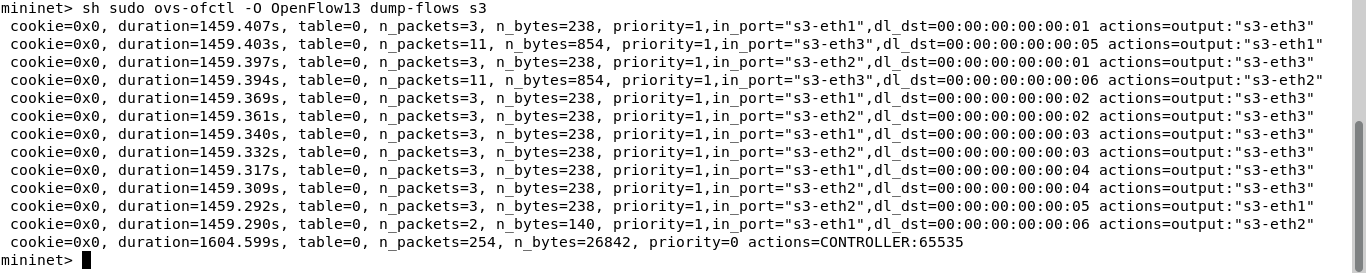 mininet> sh sudo ovs-ofctl -O OpenFlow13 dump-flows s3
cookie=0x0, duration=1459.407s, table=0, n_packets=3, n_bytes=238, priority=1,in_port="s3-eth1",dl_dst=00:00:00:00:00:01 actions=output:"s3-eth3"
cookie=0x0, duration=1459.403s, table=0, n_packets=11, n_bytes=854, priority=1,in_port="s3-eth3",dl_dst=00:00:00:00:00:05 actions=output:"s3-eth1"
cookie=0x0, duration=1459.397s, table=0, n_packets=3, n_bytes=238, priority=1,in_port="s3-eth2",dl_dst=00:00:00:00:00:01 actions=output:"s3-eth3"
cookie=0x0, duration=1459.394s, table=0, n_packets=11, n_bytes=854, priority=1,in_port="s3-eth3",dl_dst=00:00:00:00:00:06 actions=output:"s3-eth2"
cookie=0x0, duration=1459.369s, table=0, n_packets=3, n_bytes=238, priority=1,in_port="s3-eth1",dl_dst=00:00:00:00:00:02 actions=output:"s3-eth3"
cookie=0x0, duration=1459.361s, table=0, n_packets=3, n_bytes=238, priority=1,in_port="s3-eth2",dl_dst=00:00:00:00:00:02 actions=output:"s3-eth3"
cookie=0x0, duration=1459.340s, table=0, n_packets=3, n_bytes=238, priority=1,in_port="s3-eth1",dl_dst=00:00:00:00:00:03 actions=output:"s3-eth3"
cookie=0x0, duration=1459.332s, table=0, n_packets=3, n_bytes=238, priority=1,in_port="s3-eth2",dl_dst=00:00:00:00:00:03 actions=output:"s3-eth3"
cookie=0x0, duration=1459.317s, table=0, n_packets=3, n_bytes=238, priority=1,in_port="s3-eth1",dl_dst=00:00:00:00:00:04 actions=output:"s3-eth3"
cookie=0x0, duration=1459.309s, table=0, n_packets=3, n_bytes=238, priority=1,in_port="s3-eth2",dl_dst=00:00:00:00:00:04 actions=output:"s3-eth3"
cookie=0x0, duration=1459.292s, table=0, n_packets=3, n_bytes=238, priority=1,in_port="s3-eth2",dl_dst=00:00:00:00:00:05 actions=output:"s3-eth1"
cookie=0x0, duration=1459.290s, table=0, n_packets=2, n_bytes=140, priority=1,in_port="s3-eth1",dl_dst=00:00:00:00:00:06 actions=output:"s3-eth2"
cookie=0x0, duration=1604.599s, table=0, n_packets=254, n_bytes=26842, priority=0 actions=CONTROLLER:65535
mininet>